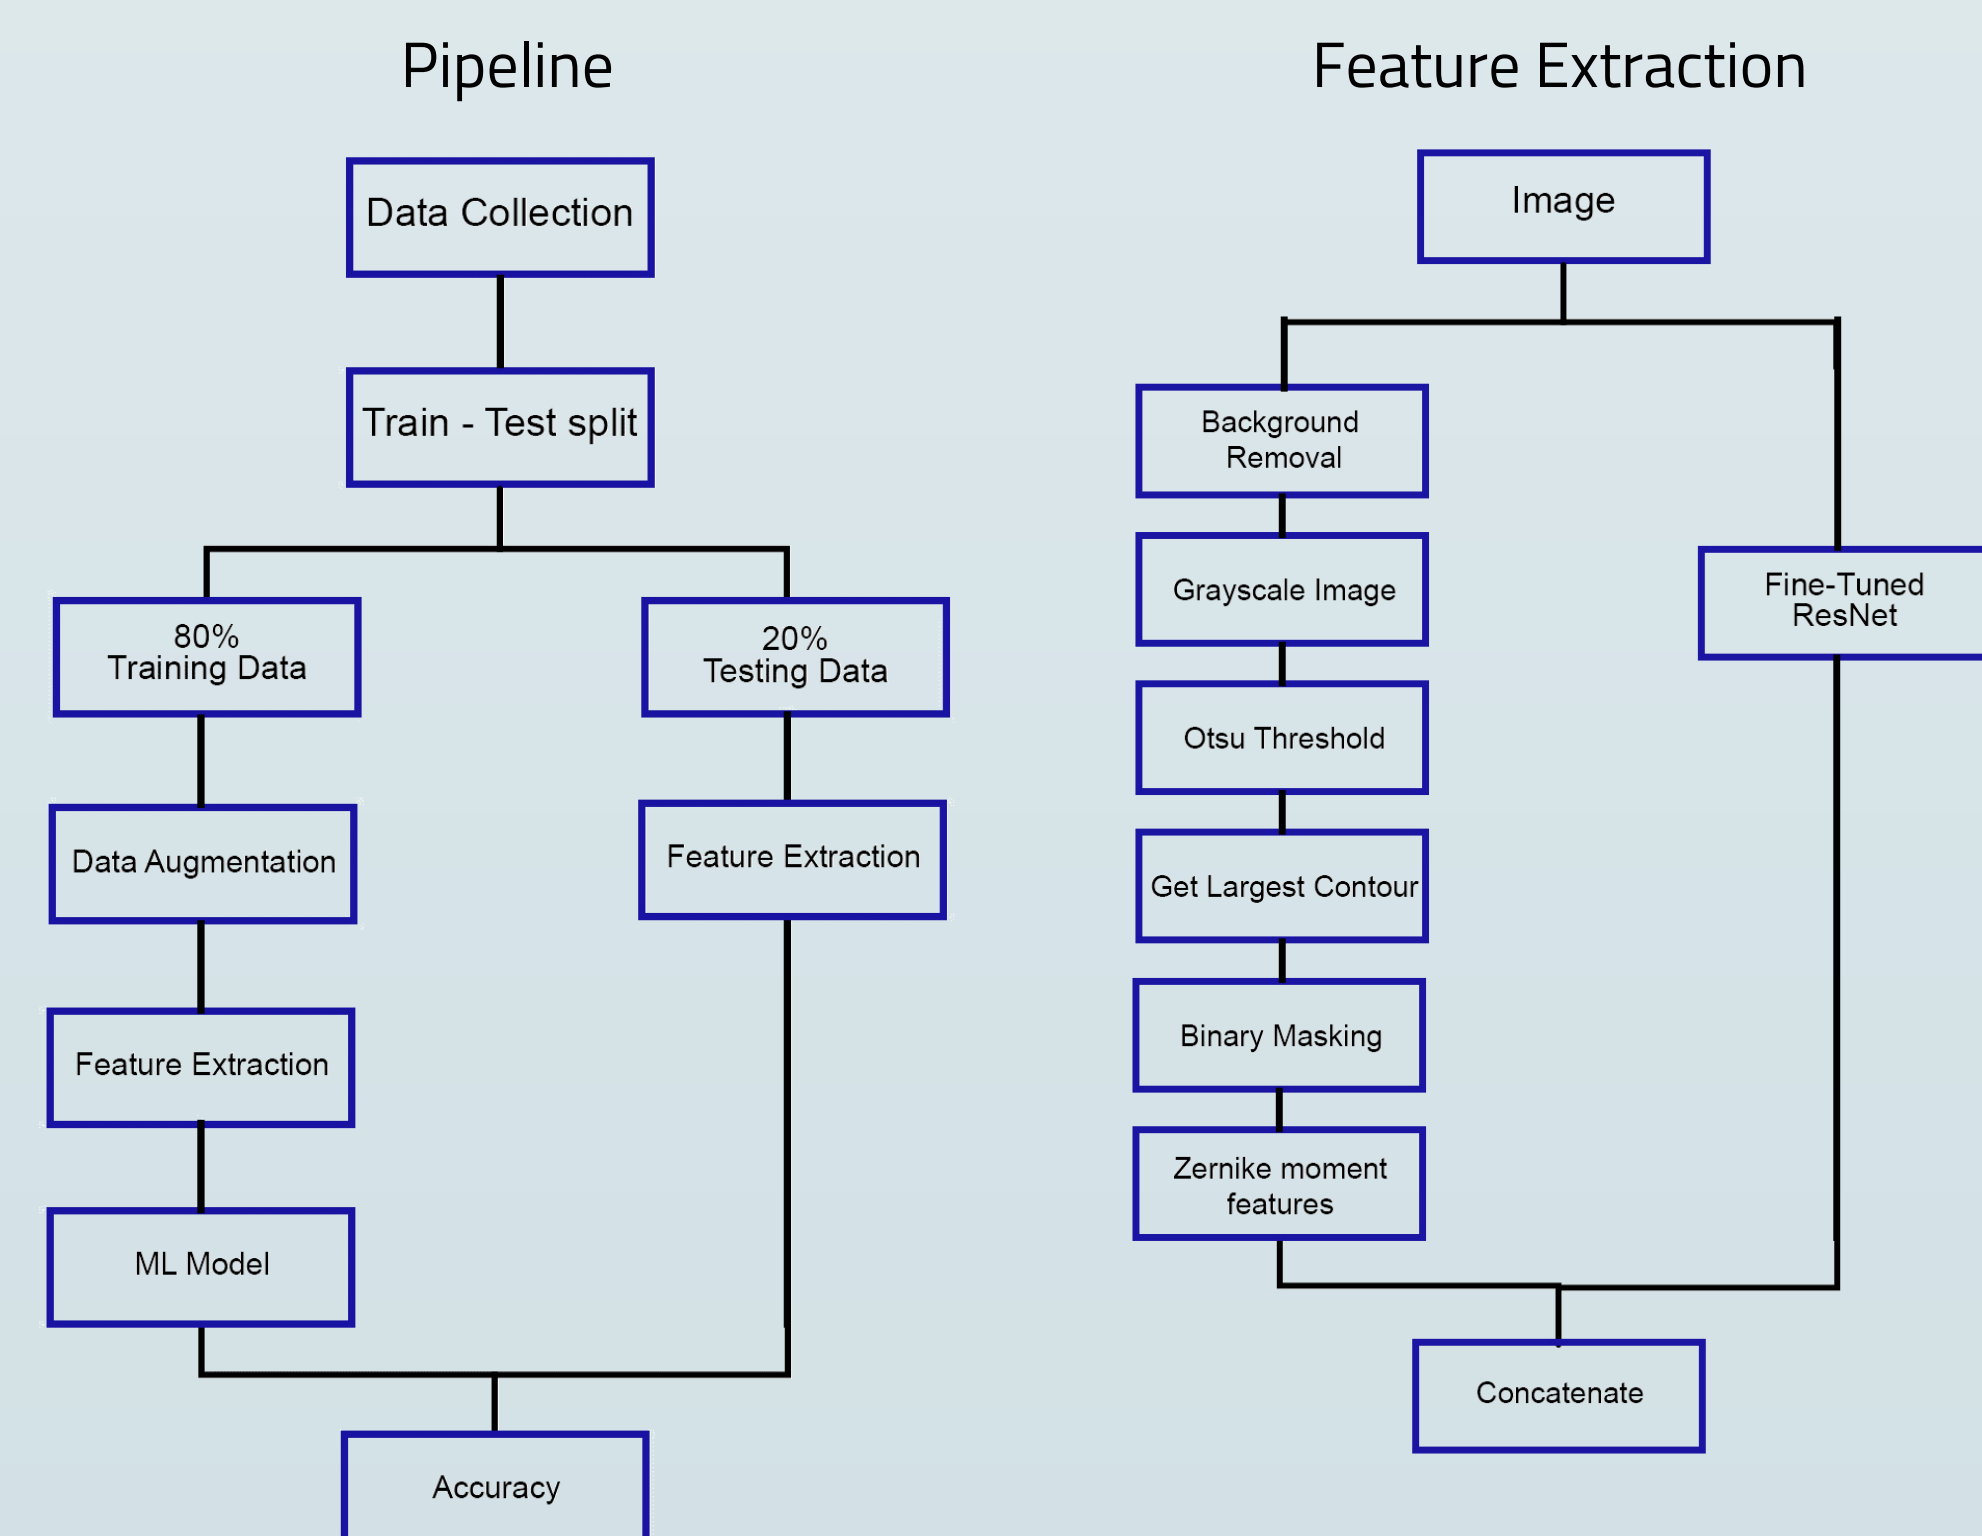 Pipeline
Data Collection
Train - Test split
80%
Training Data
20%
Testing Data
Data Augmentation
Feature Extraction
Feature Extraction
ML Model
Accuracy
Feature Extraction
Image
Background
Removal
Grayscale Image
Otsu Threshold
Get Largest Contour
Binary Masking
Zernike moment
features
Fine-Tuned
ResNet
Concatenate